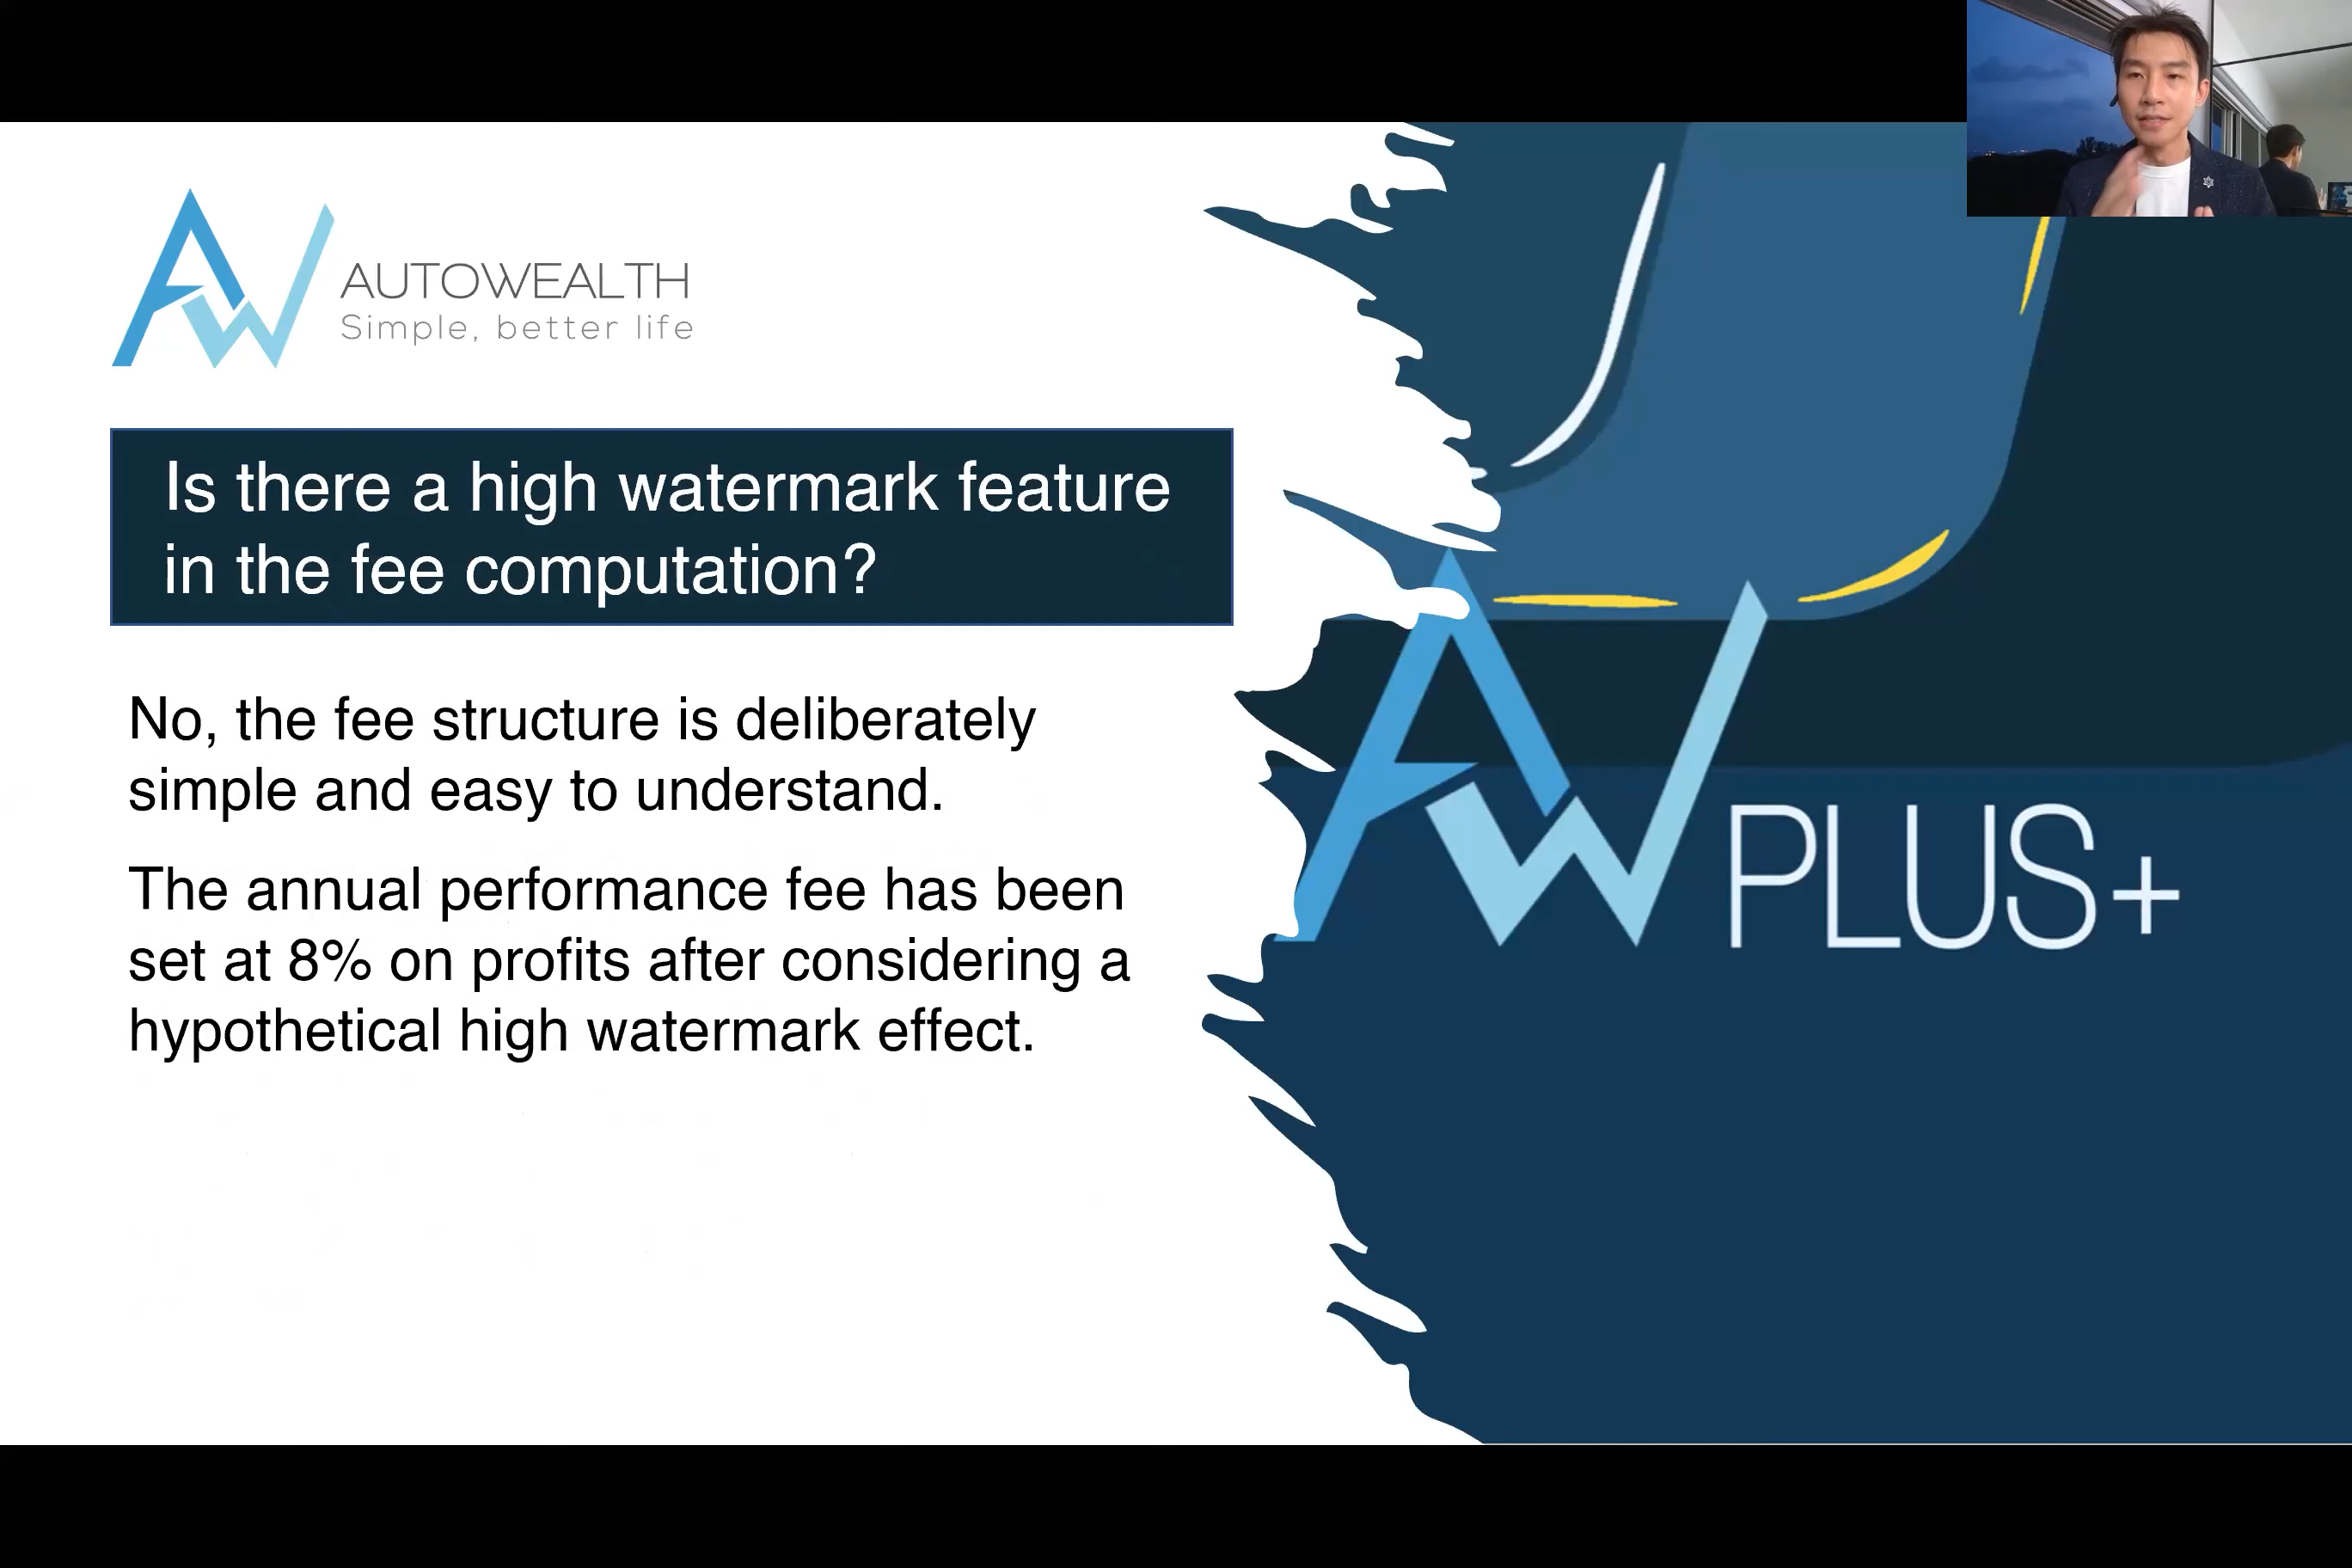 AUTOWEALTH
Simple, better life
Is there a high watermark feature
in the fee computation?
No, the fee structure is deliberately
simple and easy to understand.
The annual performance fee has been
set at 8% on profits after considering a
hypothetical high watermark effect.
AW PLUS+